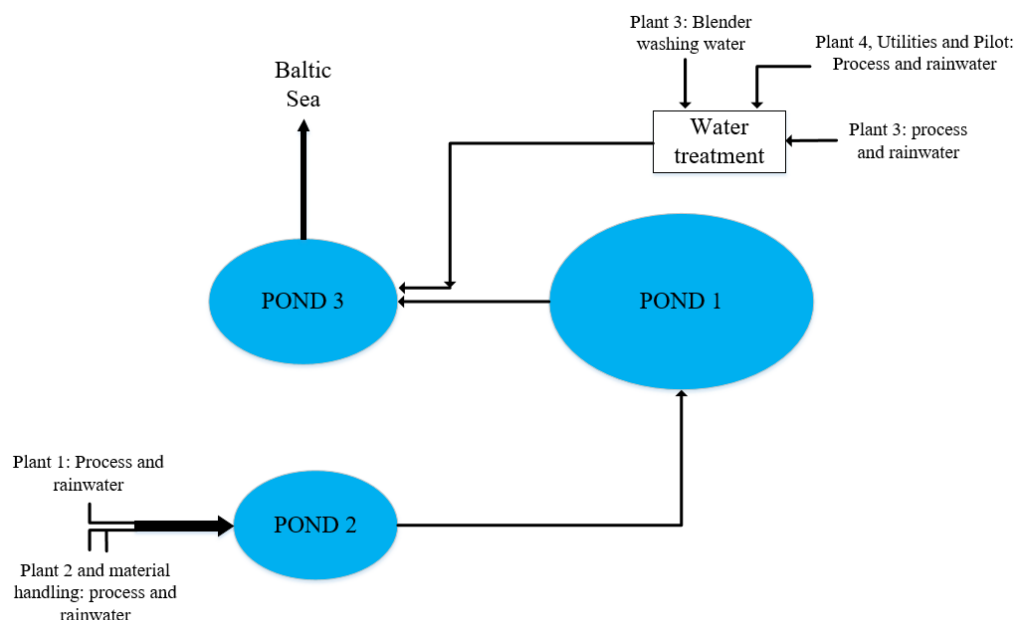 Plant 3: Blender
washing water
Plant 4, Utilities and Pilot:
Process and rainwater
Baltic
Sea
Water
treatment
Plant 3: process
and rainwater
POND 3
POND 1
Plant 1: Process and
rainwater
POND 2
Plant 2 and material
handling: process and
rainwater